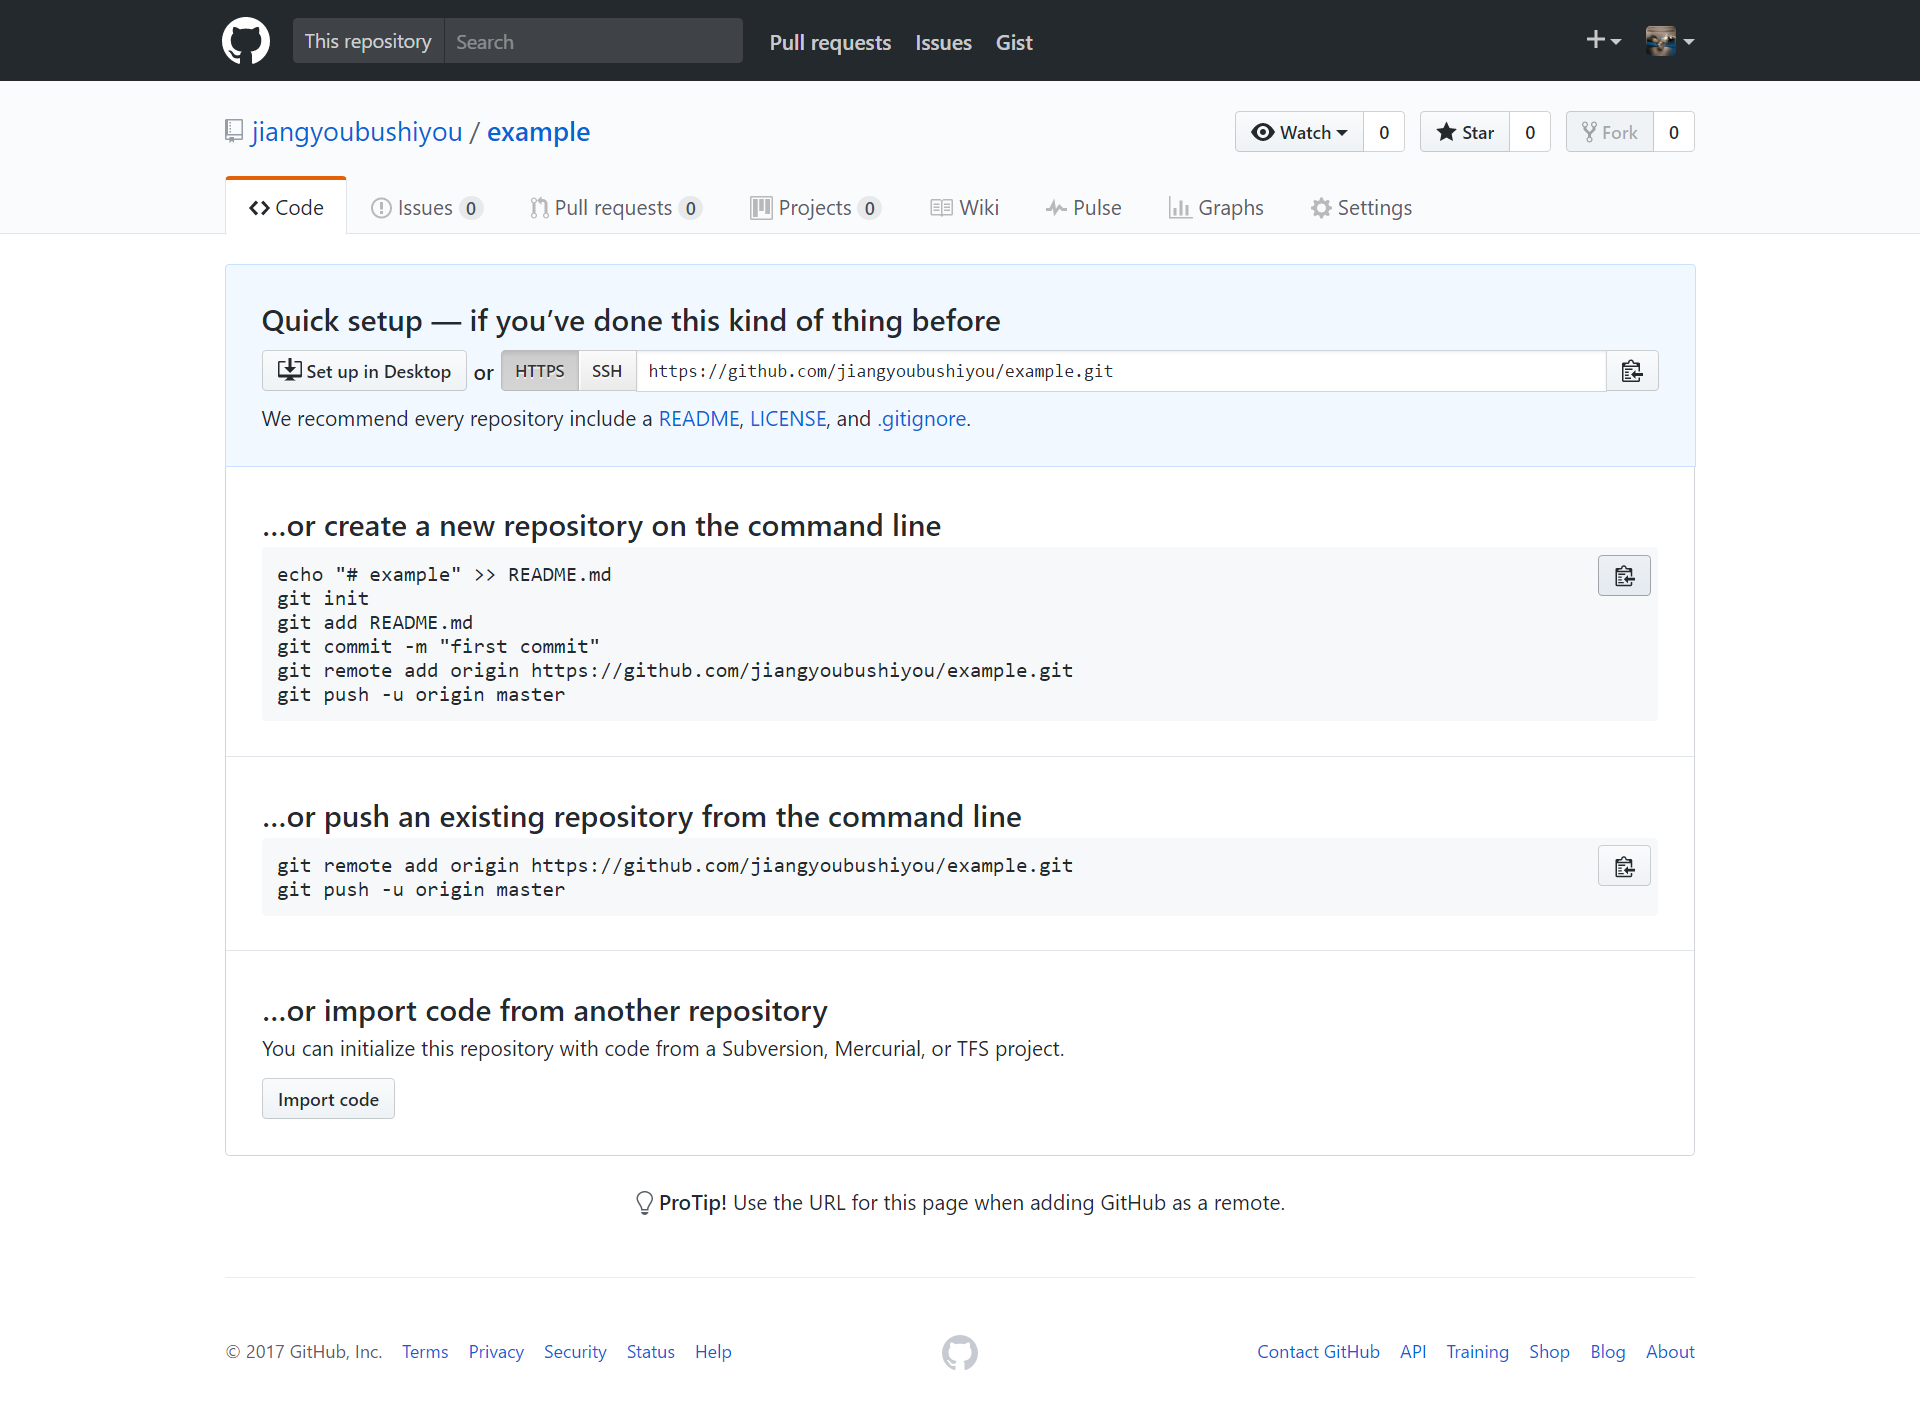 This repository Search Pull requests Issues Gist
jiangyoubushiyou / example Watch 0 Star 0 Fork 0
Code Issues 0 Pull requests 0 Projects 0 Wiki Pulse Graphs Settings
Quick setup — if you’ve done this kind of thing before
Set up in Desktop or HTTPS SSH https://github.com/jiangyoubushiyou/example.git
We recommend every repository include a README, LICENSE, and .gitignore.
…or create a new repository on the command line
echo "# example" >> README.md
git init
git add README.md
git commit -m "first commit"
git remote add origin https://github.com/jiangyoubushiyou/example.git
git push -u origin master
…or push an existing repository from the command line
git remote add origin https://github.com/jiangyoubushiyou/example.git
git push -u origin master
…or import code from another repository
You can initialize this repository with code from a Subversion, Mercurial, or TFS project.
Import code
ProTip! Use the URL for this page when adding GitHub as a remote.
© 2017 GitHub, Inc. Terms Privacy Security Status Help Contact GitHub API Training Shop Blog About